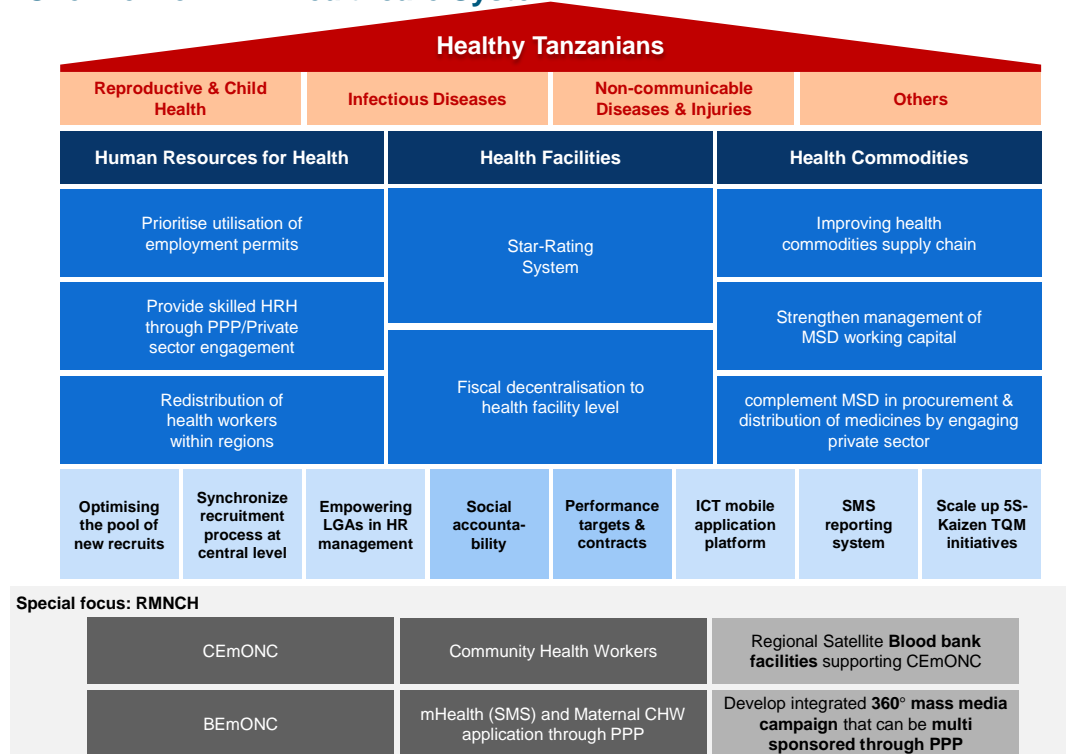 Healthcare System
Healthy Tanzanians
Reproductive & Child
Health
Infectious Diseases
Non-communicable
Diseases & Injuries
Others
Human Resources for Health
Health Facilities
Health Commodities
Prioritise utilisation of
employment permits
Provide skilled HRH
through PPP/Private
sector engagement
Redistribution of
health workers
within regions
Star-Rating
System
Fiscal decentralisation to
health facility level
Improving health
commodities supply chain
Strengthen management of
MSD working capital
complement MSD in procurement &
distribution of medicines by engaging
private sector
Optimising
the pool of
new recruits
Synchronize
recruitment
process at
central level
Empowering
LGAs in HR
management
Social
accounta-
bility
Performance
targets &
contracts
ICT mobile
application
platform
SMS
reporting
system
Scale up 5S-
Kaizen TQM
initiatives
Special focus: RMNCH
CEmONC
Community Health Workers
Regional Satellite Blood bank
facilities supporting CEmONC
BEmONC
mHealth (SMS) and Maternal CHW
application through PPP
Develop integrated 360° mass media
campaign that can be multi
sponsored through PPP